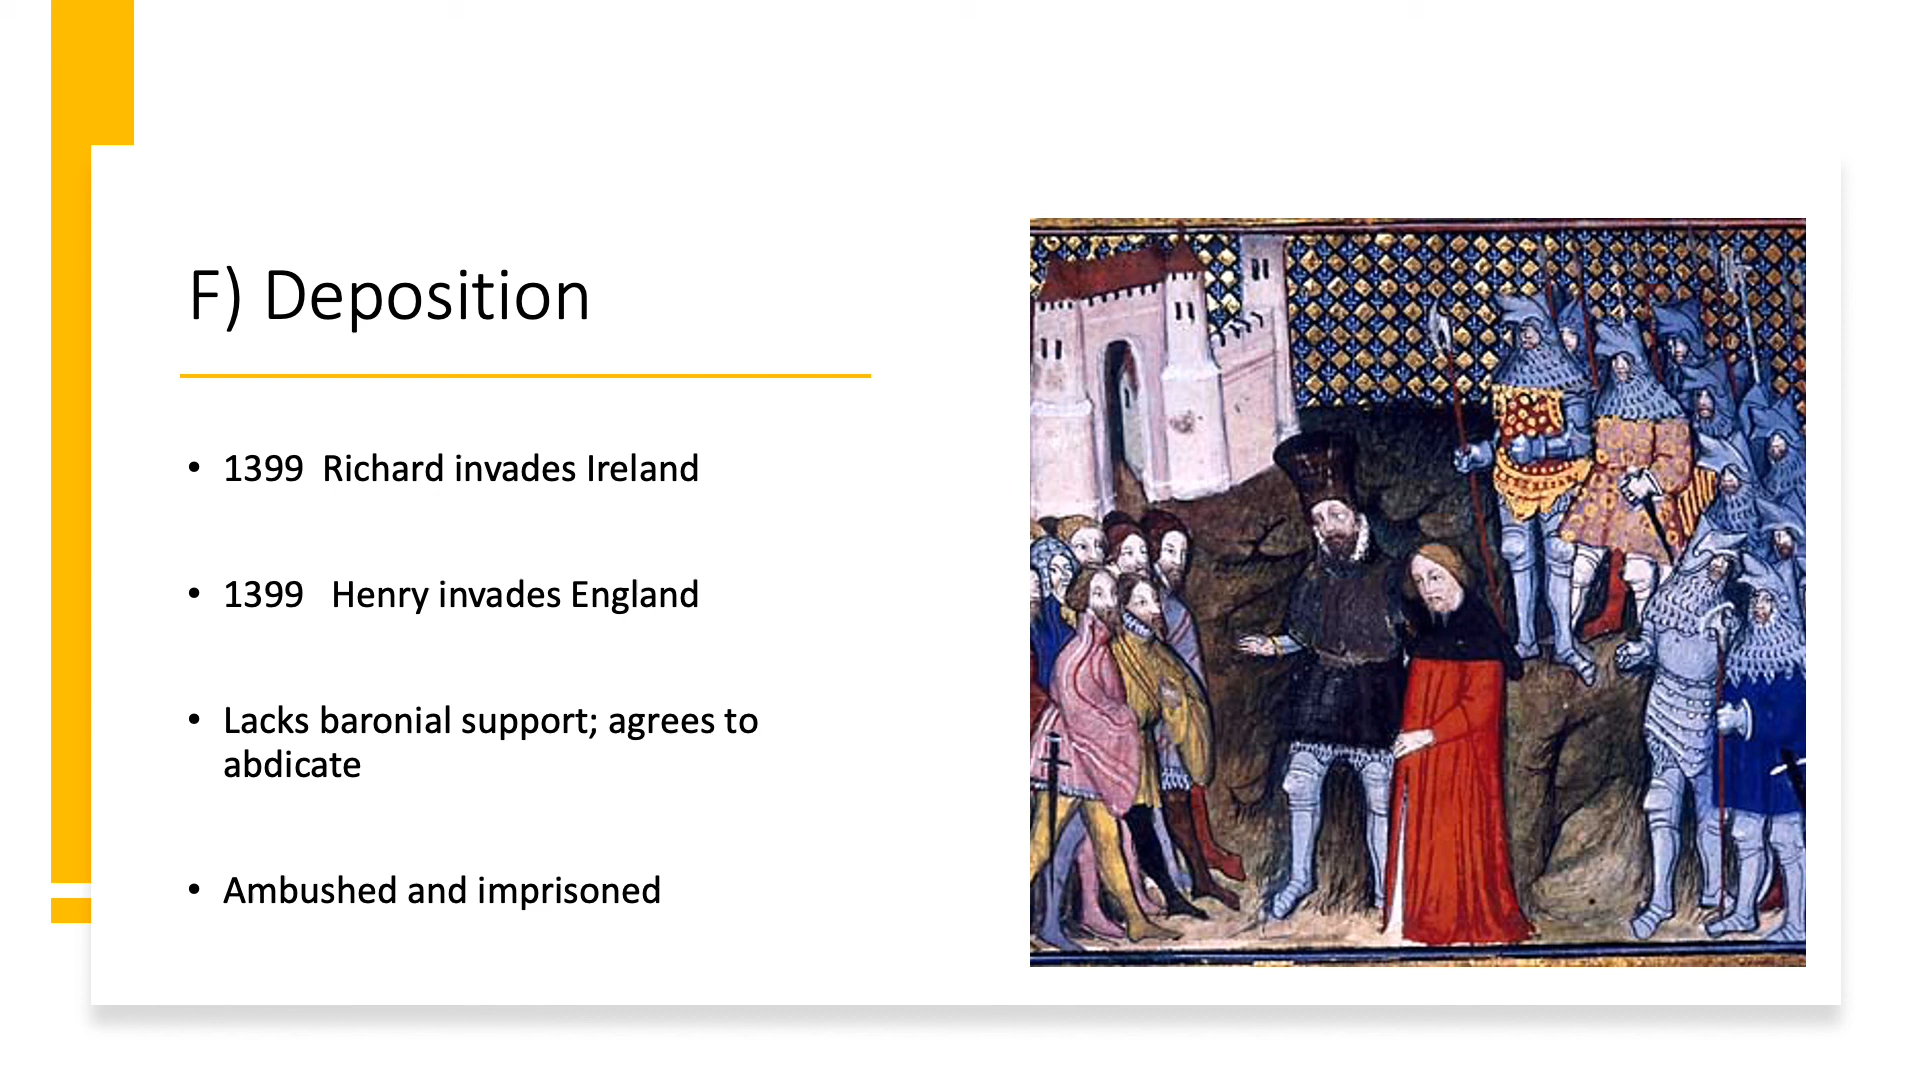 F) Deposition
• 1399  Richard invades Ireland
• 1399   Henry invades England
• Lacks baronial support; agrees to
abdicate
• Ambushed and imprisoned